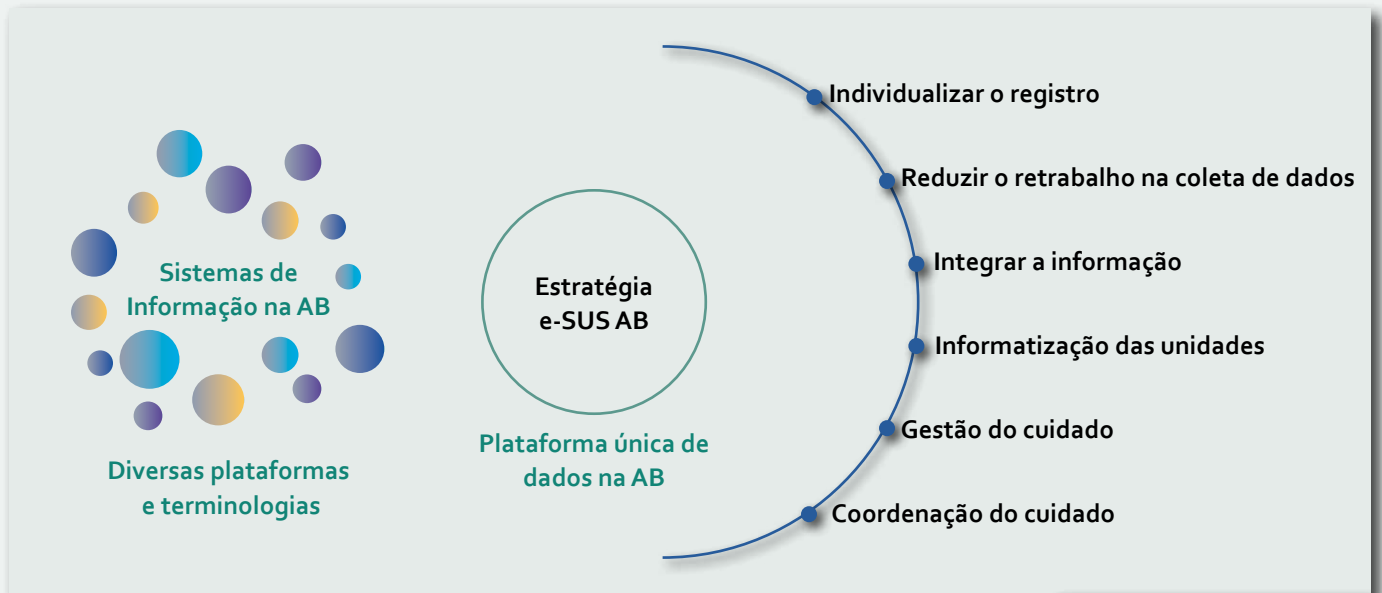 Sistemas de
Informação na AB
Diversas plataformas
e terminologias
Estratégia
e-SUS AB
Plataforma única de
dados na AB
Individualizar o registro
Reduzir o retrabalho na coleta de dados
Integrar a informação
Informatização das unidades
Gestão do cuidado
Coordenação do cuidado